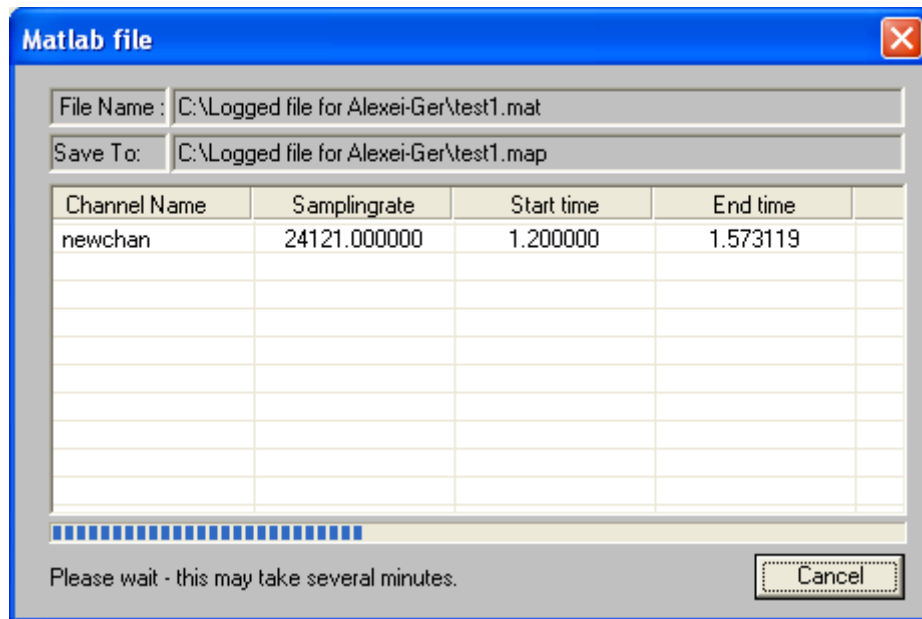 Matlab file
File Name : C:\Logged file for Alexei-Ger\test1.mat
Save To: C:\Logged file for Alexei-Ger\test1.map
Channel Name Samplingrate Start time End time
newchan 24121.000000 1.200000 1.573119
Please wait - this may take several minutes.
Cancel